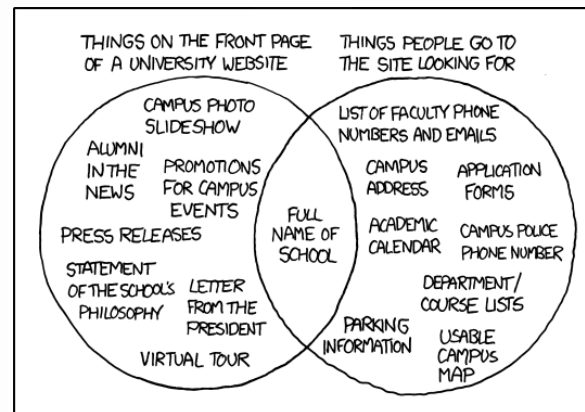 THINGS ON THE FRONT PAGE
OF A UNIVERSITY WEBSITE
THINGS PEOPLE GO TO
THE SITE LOOKING FOR
CAMPUS PHOTO
SLIDESHOW
ALUMNI
IN THE
NEWS
PROMOTIONS
FOR CAMPUS
EVENTS
PRESS RELEASES
STATEMENT
OF THE SCHOOL'S
PHILOSOPHY
LETTER
FROM THE
PRESIDENT
VIRTUAL TOUR
FULL
NAME OF
SCHOOL
LIST OF FACULTY PHONE
NUMBERS AND EMAILS
CAMPUS
ADDRESS
APPLICATION
FORMS
ACADEMIC
CALENDAR
CAMPUS POLICE
PHONE NUMBER
DEPARTMENT/
COURSE LISTS
PARKING
INFORMATION
USABLE
CAMPUS
MAP